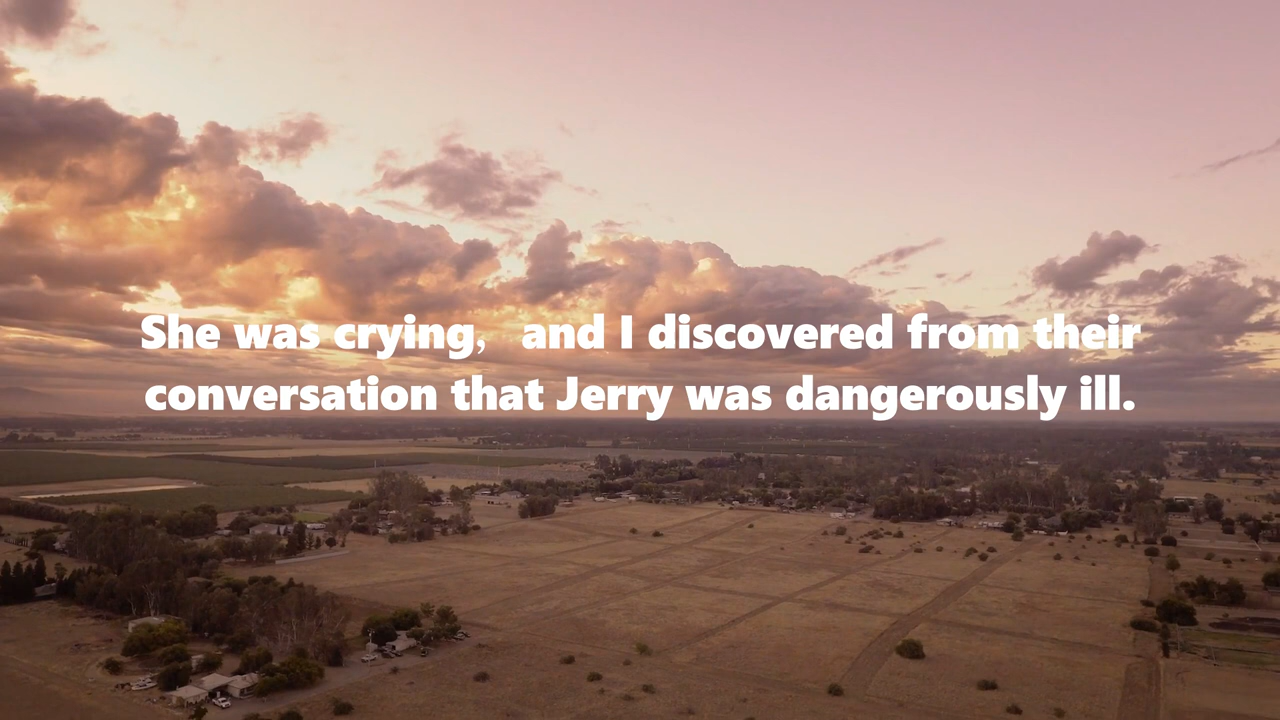 She was crying， and I discovered from their
conversation that Jerry was dangerously ill.